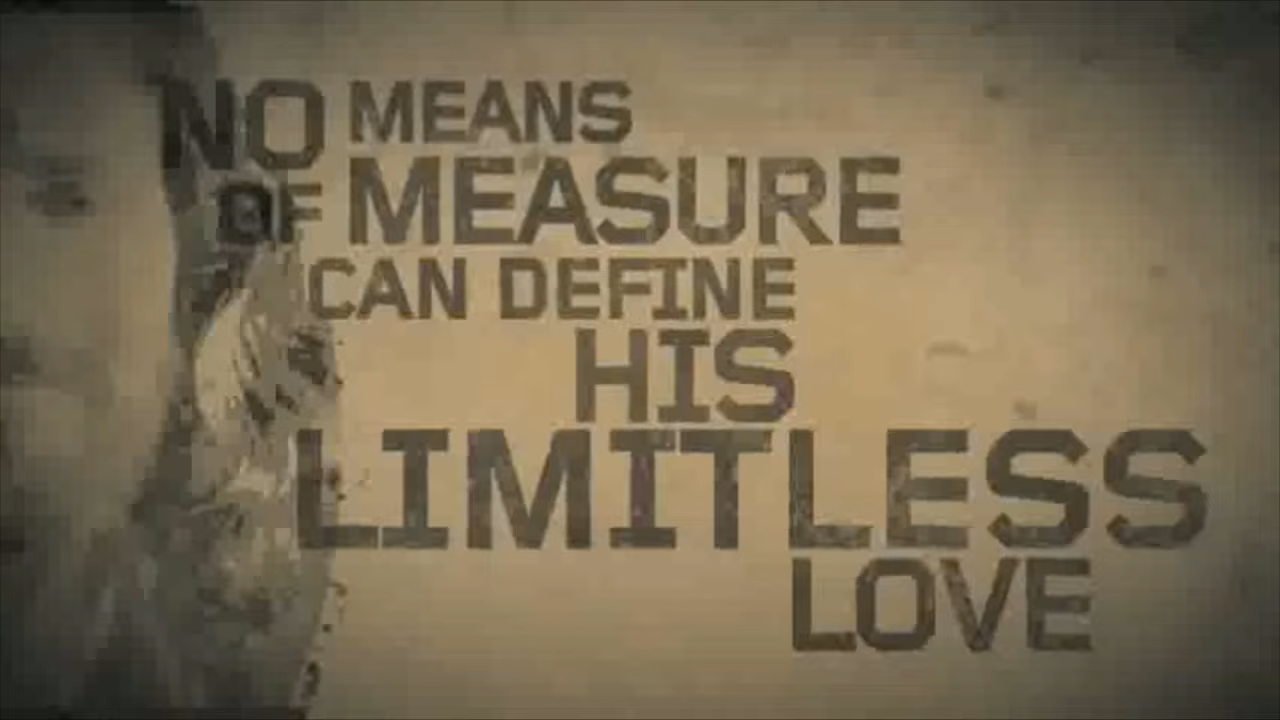 NO MEANS
OF MEASURE
CAN DEFINE
HIS
LIMITLESS
LOVE